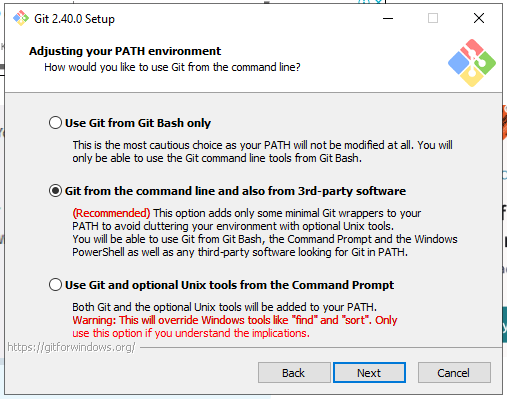 Git 2.40.0 Setup
Adjusting your PATH environment
How would you like to use Git from the command line?
Use Git from Git Bash only
This is the most cautious choice as your PATH will not be modified at all. You will
only be able to use the Git command line tools from Git Bash.
Git from the command line and also from 3rd-party software
(Recommended) This option adds only some minimal Git wrappers to your
PATH to avoid cluttering your environment with optional Unix tools.
You will be able to use Git from Git Bash, the Command Prompt and the Windows
PowerShell as well as any third-party software looking for Git in PATH.
Use Git and optional Unix tools from the Command Prompt
Both Git and the optional Unix tools will be added to your PATH.
Warning: This will override Windows tools like "find" and "sort". Only
use this option if you understand the implications.
https://gitforwindows.org/
Back
Next
Cancel